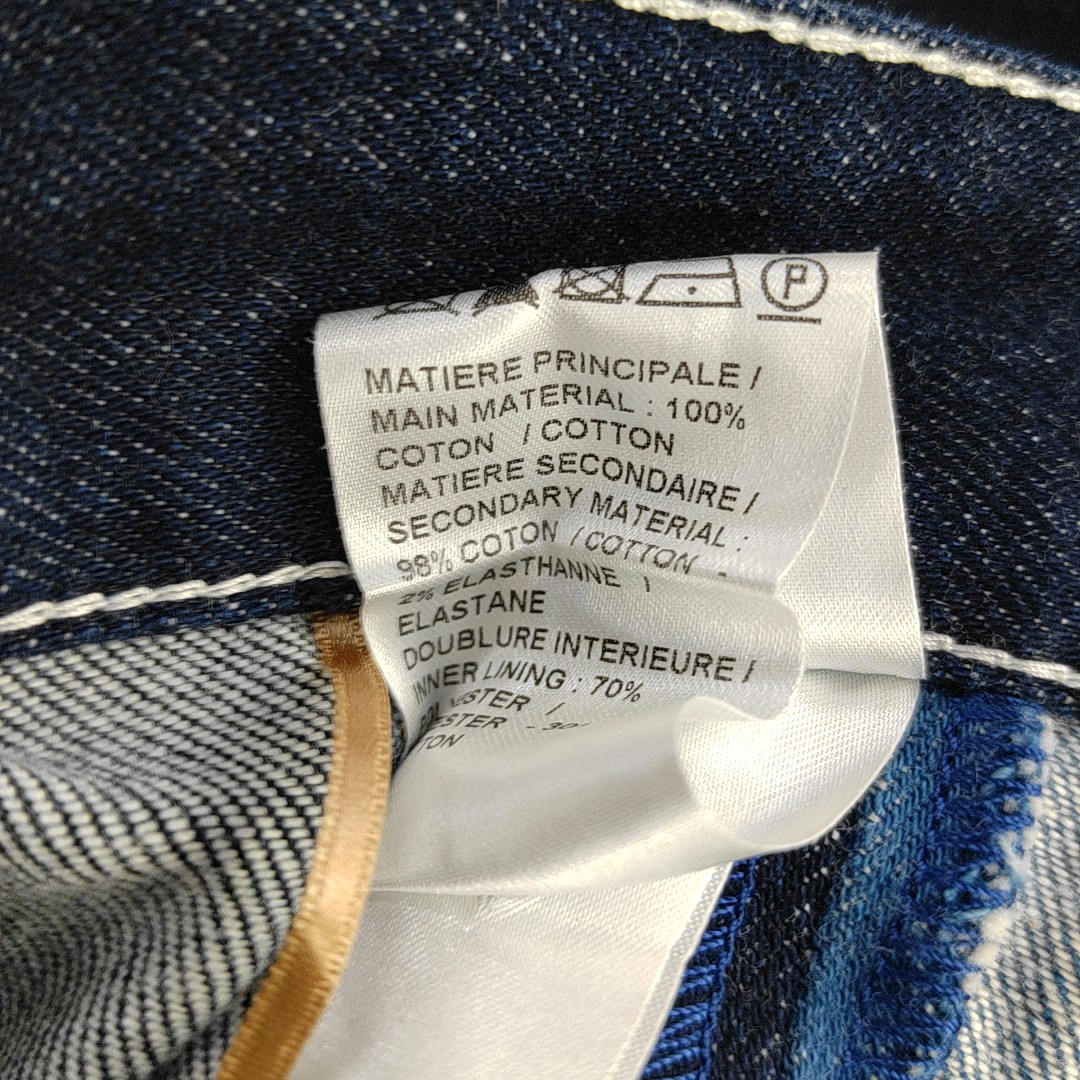 P
MATIERE PRINCIPALE /
MAIN MATERIAL : 100%
COTON / COTTON
MATIERE SECONDAIRE /
SECONDARY MATERIAL :
98% COTON / COTTON -
2% ELASTHANNE /
ELASTANE
DOUBLURE INTERIEURE /
INNER LINING : 70%